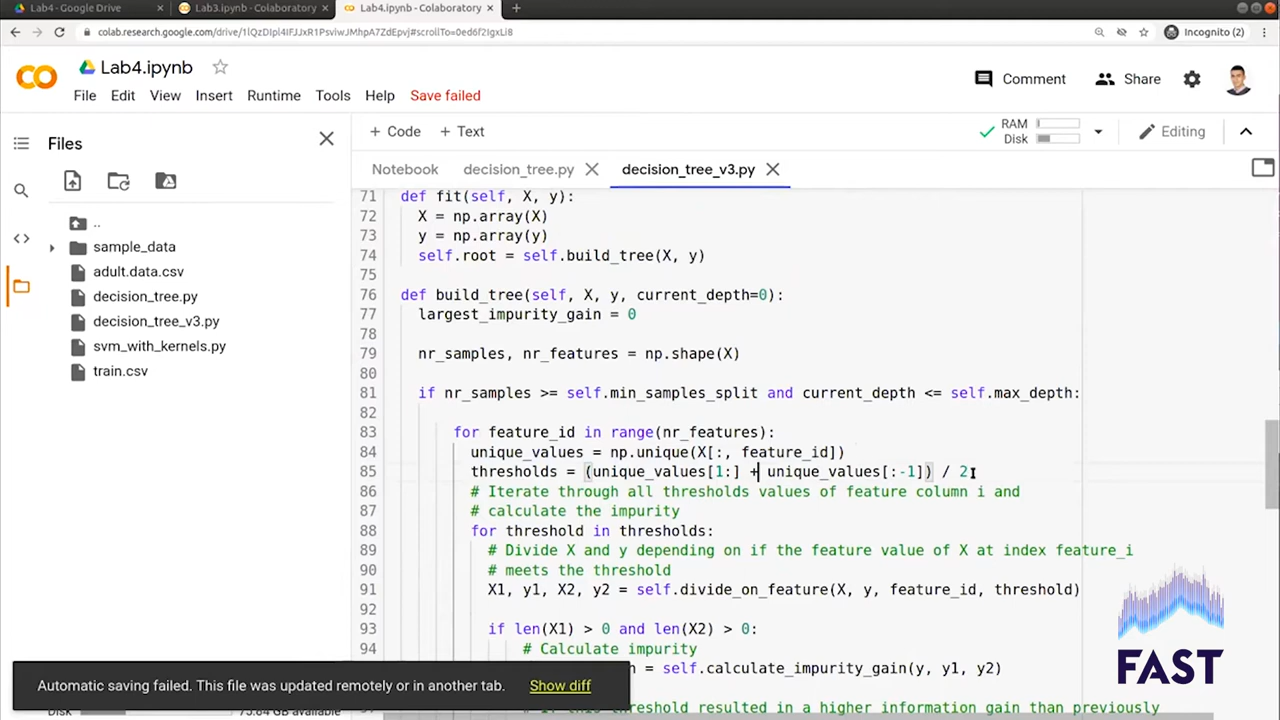 Lab4 - Google Drive
Lab3.ipynb - Colaboratory
Lab4.ipynb - Colaboratory
colab.research.google.com/drive/1lQzDIpl4IFJJxR1PsviwJMhpA7ZdEpvj#scrollTo=0ed6f2IgxLi8
Incognito (2)
Lab4.ipynb
File Edit View Insert Runtime Tools Help Save failed
Comment
Share
Files
+ Code + Text
RAM
Disk
Editing
Notebook
decision_tree.py
decision_tree_v3.py
..
sample_data
adult.data.csv
decision_tree.py
decision_tree_v3.py
svm_with_kernels.py
train.csv
71 def fit(self, X, y):
72 X = np.array(X)
73 y = np.array(y)
74 self.root = self.build_tree(X, y)
75
76 def build_tree(self, X, y, current_depth=0):
77 largest_impurity_gain = 0
78
79 nr_samples, nr_features = np.shape(X)
80
81 if nr_samples >= self.min_samples_split and current_depth <= self.max_depth:
82
83 for feature_id in range(nr_features):
84 unique_values = np.unique(X[:, feature_id])
85 thresholds = (unique_values[1:] + unique_values[:-1]) / 2
86 # Iterate through all thresholds values of feature column i and
87 # calculate the impurity
88 for threshold in thresholds:
89 # Divide X and y depending on if the feature value of X at index feature_i
90 # meets the threshold
91 X1, y1, X2, y2 = self.divide_on_feature(X, y, feature_id, threshold)
92
93 if len(X1) > 0 and len(X2) > 0:
94 # Calculate impurity
= self.calculate_impurity_gain(y, y1, y2)
if this threshold resulted in a higher information gain than previously
Automatic saving failed. This file was updated remotely or in another tab. Show diff
Disk 75.84 GB available
FAST